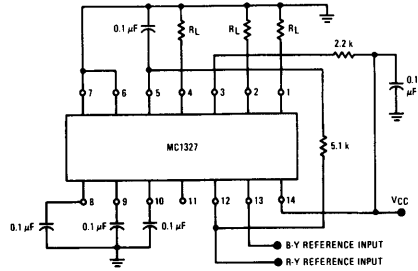 0.1 μF
RL
RL
RL
2.2 k
0.1
μF
7
6
5
4
3
2
1
MC1327
5.1 k
VCC
8
9
10
11
12
13
14
0.1 μF
0.1 μF
0.1 μF
B-Y REFERENCE INPUT
R-Y REFERENCE INPUT